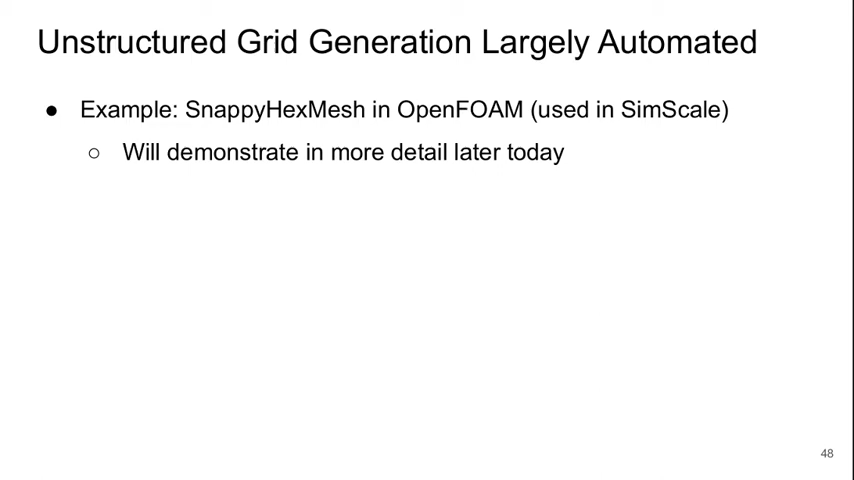 Unstructured Grid Generation Largely Automated
● Example: SnappyHexMesh in OpenFOAM (used in SimScale)
○ Will demonstrate in more detail later today
48